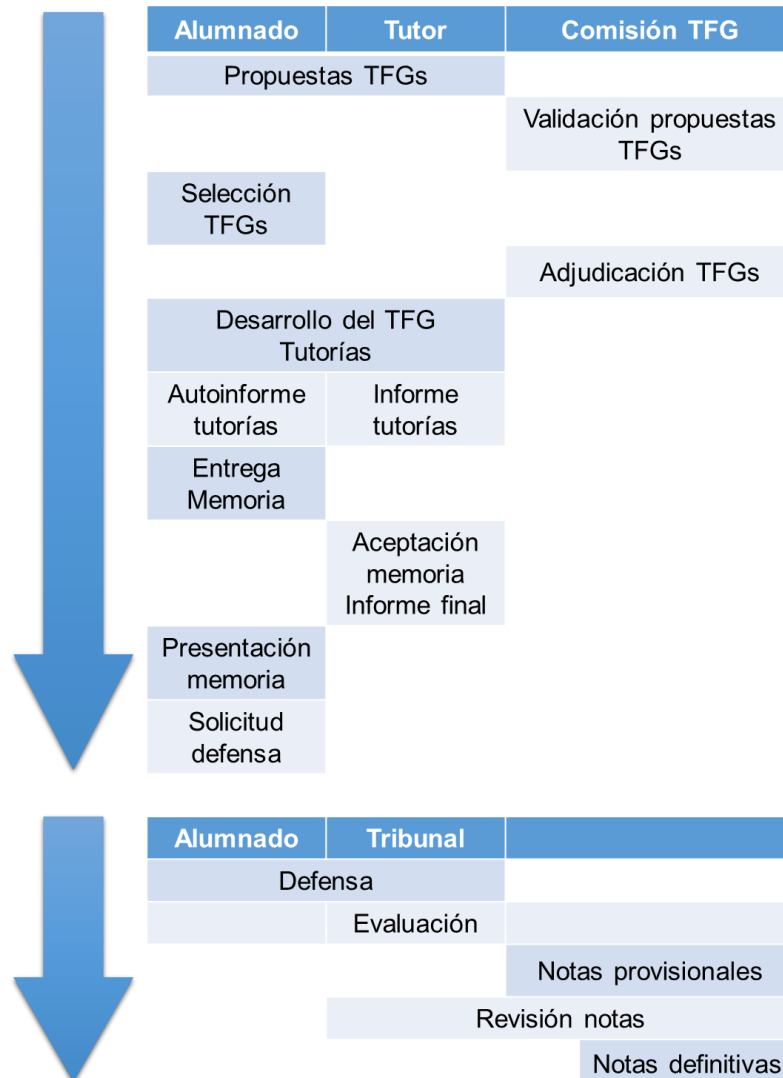 Alumnado Tutor Comisión TFG
Propuestas TFGs
Validación propuestas
TFGs
Selección
TFGs
Adjudicación TFGs
Desarrollo del TFG
Tutorías
Autoinforme Informe
tutorías tutorías
Entrega
Memoria
Aceptación
memoria
Informe final
Presentación
memoria
Solicitud
defensa
Alumnado Tribunal
Defensa
Evaluación
Notas provisionales
Revisión notas
Notas definitivas